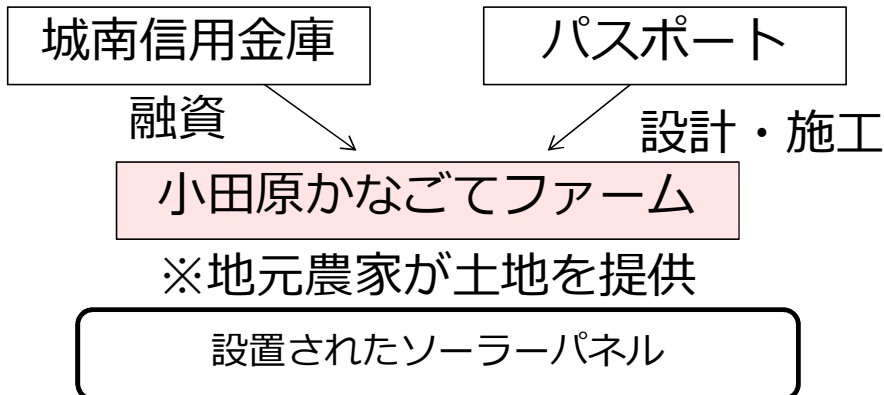 城南信用金庫
パスポート
融資
設計・施工
小田原かなごてファーム
※地元農家が土地を提供
設置されたソーラーパネル